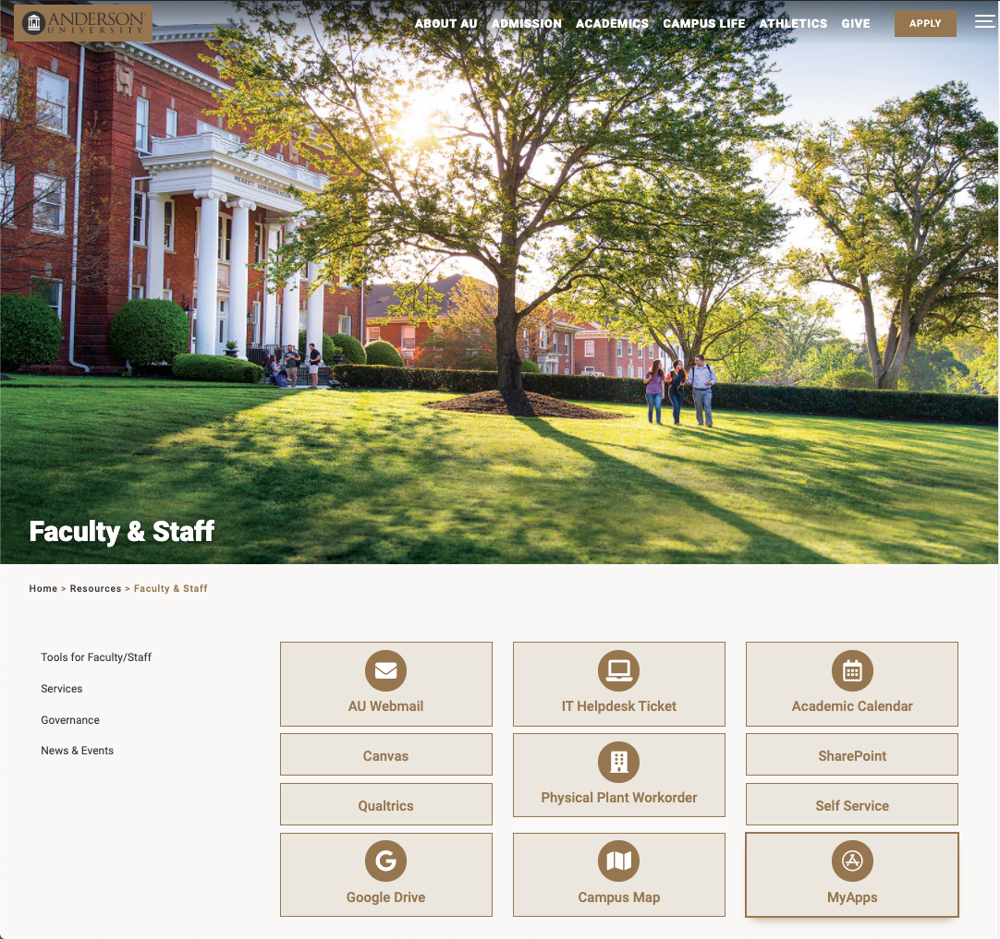 ANDERSON
UNIVERSITY
ABOUT AU ADMISSION ACADEMICS CAMPUS LIFE ATHLETICS GIVE APPLY
MERRITT ADMINISTRATION
Faculty & Staff
Home > Resources > Faculty & Staff
Tools for Faculty/Staff
Services
Governance
News & Events
AU Webmail
IT Helpdesk Ticket
Academic Calendar
Canvas
Physical Plant Workorder
SharePoint
Qualtrics
Self Service
Google Drive
Campus Map
MyApps